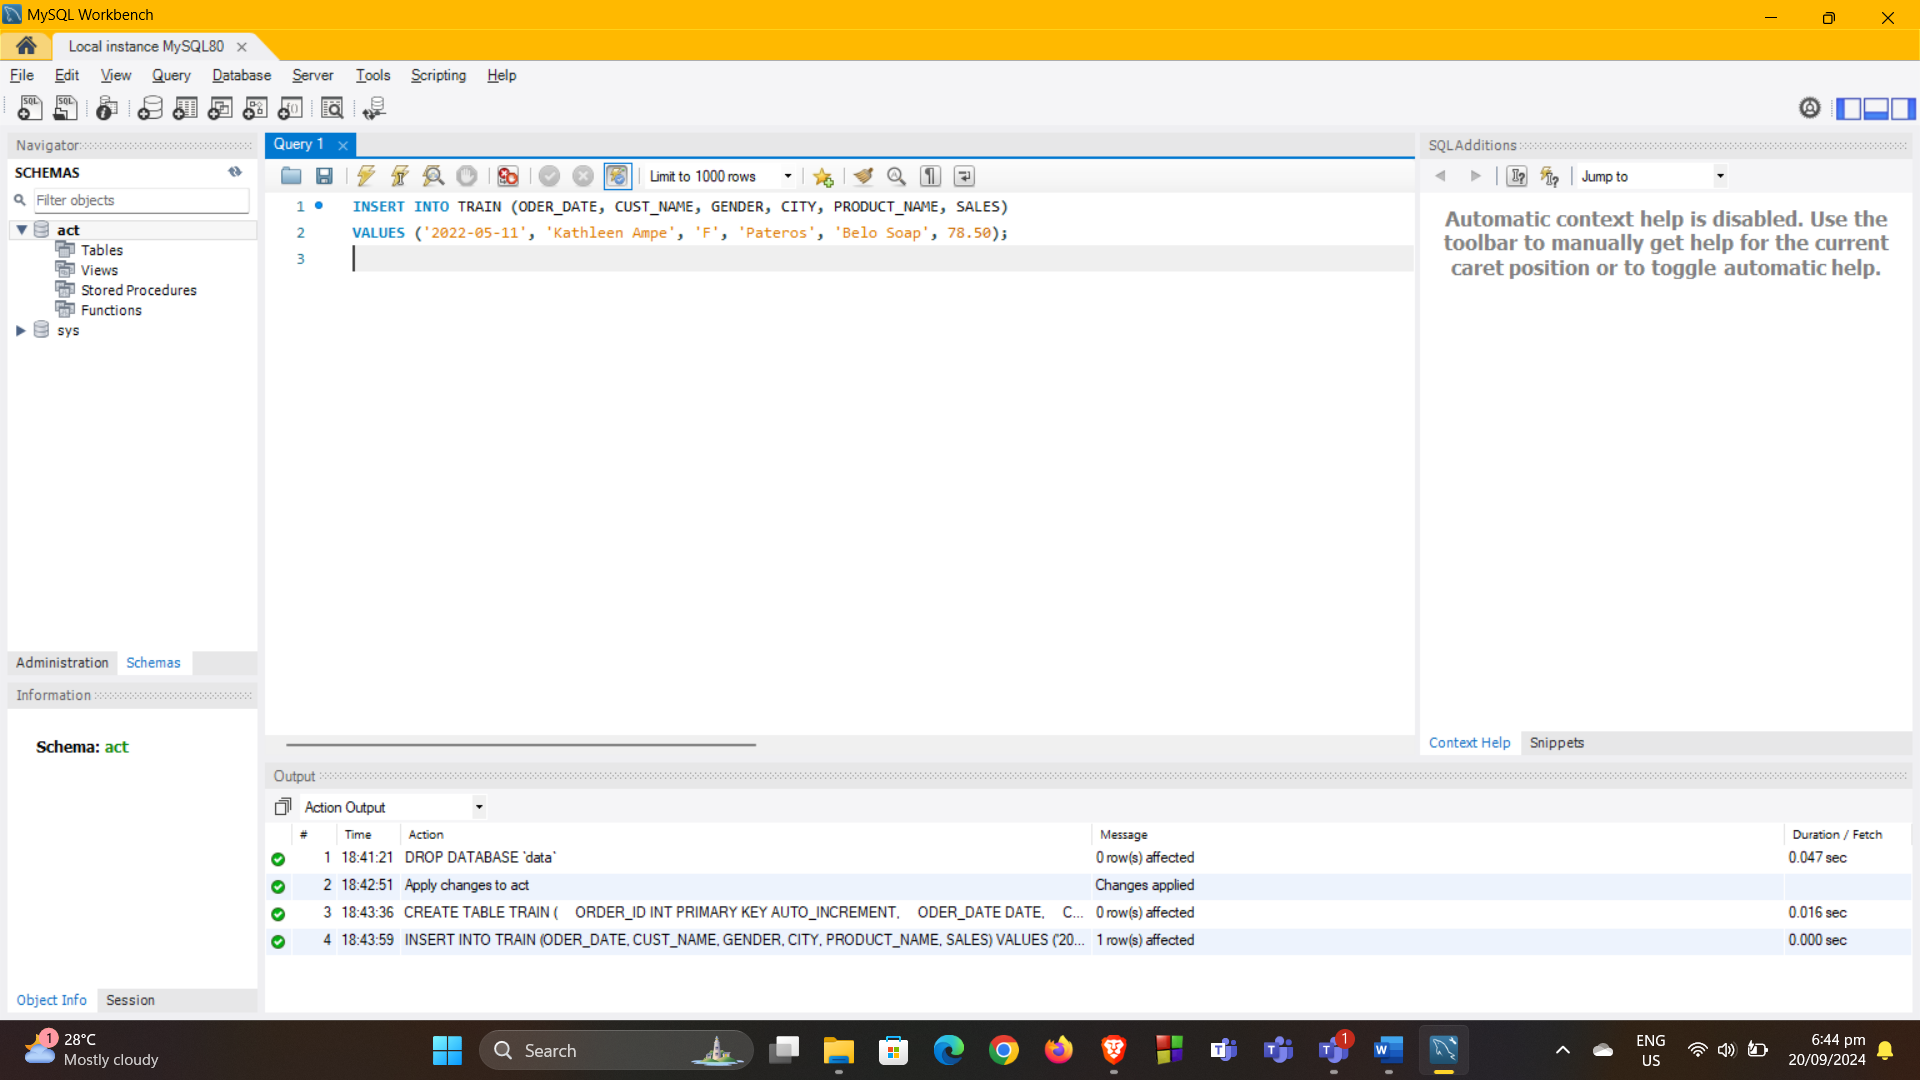 MySQL Workbench
Local instance MySQL80
File Edit View Query Database Server Tools Scripting Help
Navigator
SCHEMAS
Filter objects
act
Tables
Views
Stored Procedures
Functions
sys
Administration Schemas
Information
Schema: act
Object Info Session
Query 1
Limit to 1000 rows
1 INSERT INTO TRAIN (ODER_DATE, CUST_NAME, GENDER, CITY, PRODUCT_NAME, SALES)
2 VALUES ('2022-05-11', 'Kathleen Ampe', 'F', 'Pateros', 'Belo Soap', 78.50);
3
SQLAdditions
Jump to
Automatic context help is disabled. Use the
toolbar to manually get help for the current
caret position or to toggle automatic help.
Context Help Snippets
Output
Action Output
# Time Action Message Duration / Fetch
1 18:41:21 DROP DATABASE `data` 0 row(s) affected 0.047 sec
2 18:42:51 Apply changes to act Changes applied
3 18:43:36 CREATE TABLE TRAIN ( ORDER_ID INT PRIMARY KEY AUTO_INCREMENT, ODER_DATE DATE, C... 0 row(s) affected 0.016 sec
4 18:43:59 INSERT INTO TRAIN (ODER_DATE, CUST_NAME, GENDER, CITY, PRODUCT_NAME, SALES) VALUES ('20... 1 row(s) affected 0.000 sec
1
28°C
Mostly cloudy
Search
1
ENG
US
6:44 pm
20/09/2024